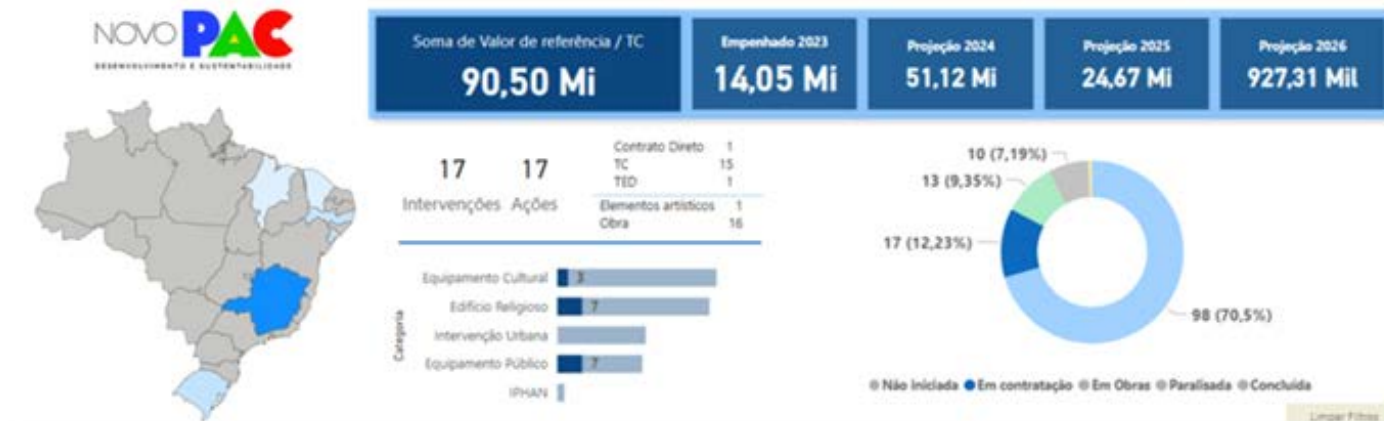 NOVO PAC
DESENVOLVIMENTO E SUSTENTABILIDADE
Soma de Valor de referência / TC
90,50 Mi
Empenhado 2023
14,05 Mi
Projeção 2024
51,12 Mi
Projeção 2025
24,67 Mi
Projeção 2026
927,31 Mil
17
Intervenções
17
Ações
Contrato Direto 1
TC 15
TED 1
Elementos artísticos 1
Obra 16
Categoria
Equipamento Cultural 3
Edifício Religioso 7
Intervenção Urbana
Equipamento Público 7
IPHAN
10 (7,19%)
13 (9,35%)
17 (12,23%)
98 (70,5%)
Não iniciada Em contratação Em Obras Paralisada Concluída
Limpar Filtros